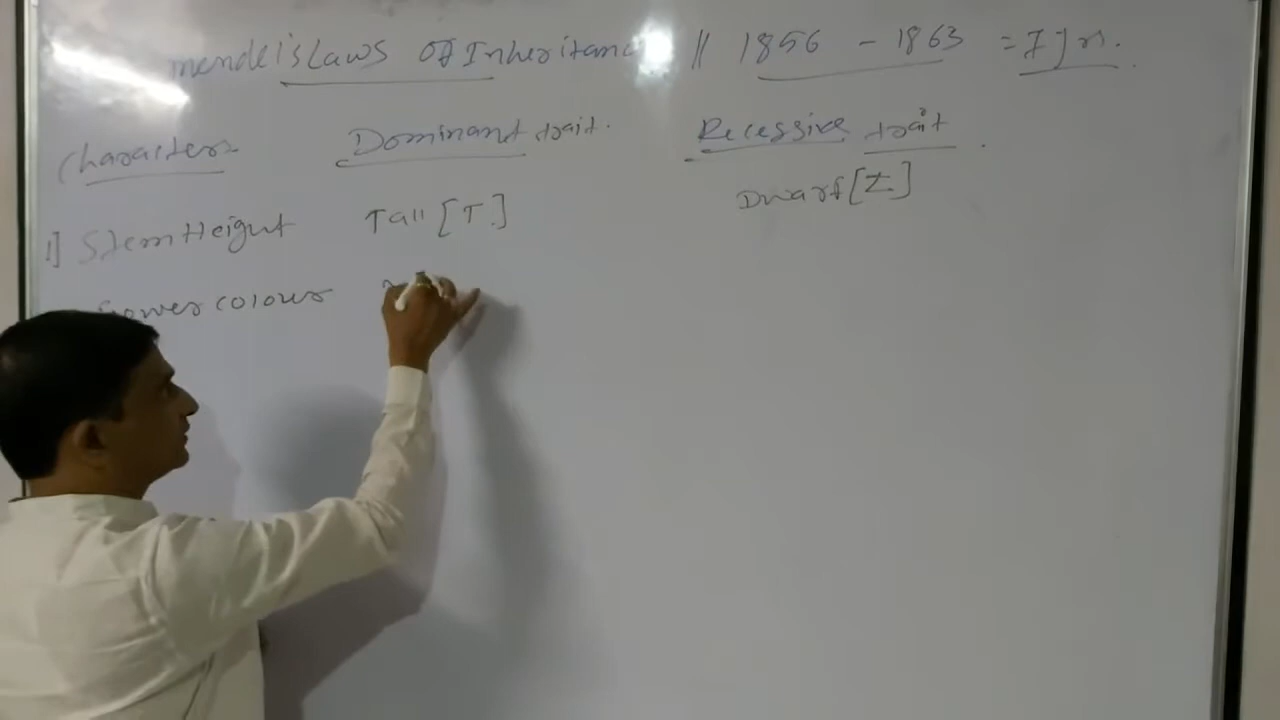 mendel's Laws Of Inheritance || 1856 - 1863 = 7 yrs.
Characters Dominant trait. Recessive trait.
1] Stem Height Tall [T.] Dwarf [t]
flower colour